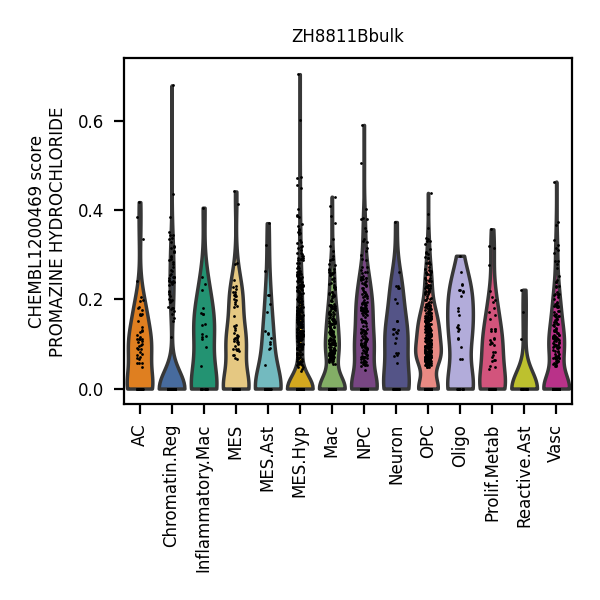 ZH8811Bbulk
CHEMBL1200469 score
PROMAZINE HYDROCHLORIDE
0.6
0.4
0.2
0.0
AC
Chromatin.Reg
Inflammatory.Mac
MES
MES.Ast
MES.Hyp
Mac
NPC
Neuron
OPC
Oligo
Prolif.Metab
Reactive.Ast
Vasc